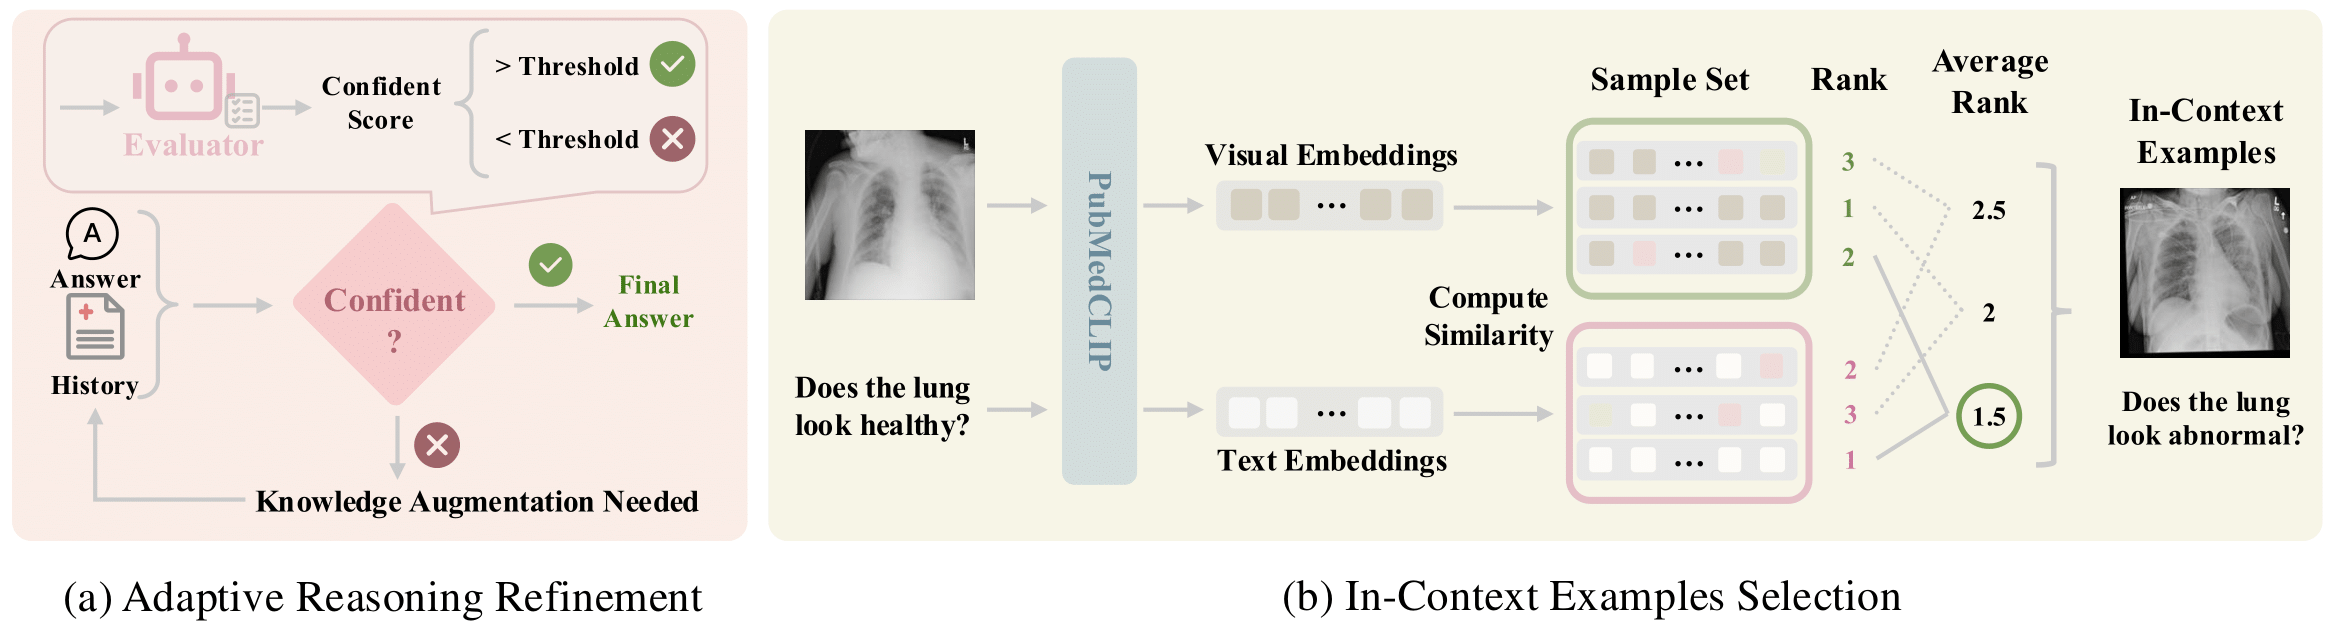 Evaluator
Confident
Score
> Threshold
< Threshold
A
Answer
History
Confident
?
Final
Answer
Knowledge Augmentation Needed
(a) Adaptive Reasoning Refinement
L
Does the lung
look healthy?
PubMedCLIP
Visual Embeddings
...
Text Embeddings
...
Compute
Similarity
Sample Set
...
...
...
...
...
...
Rank
3
1
2
2
3
1
Average
Rank
2.5
2
1.5
In-Context
Examples
L
Does the lung
look abnormal?
(b) In-Context Examples Selection